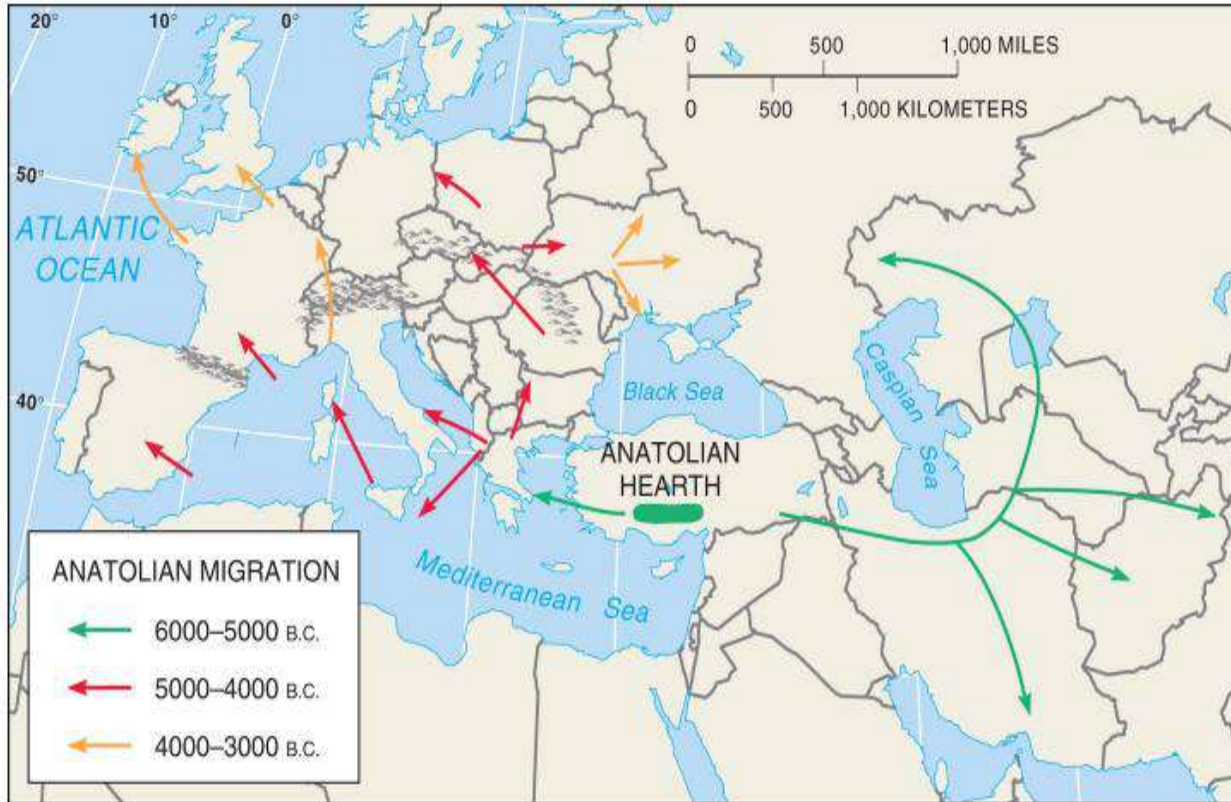 20°
10°
0°
0 500 1,000 MILES
0 500 1,000 KILOMETERS
50°
ATLANTIC
OCEAN
40°
Black Sea
Caspian
Sea
ANATOLIAN
HEARTH
Mediterranean Sea
ANATOLIAN MIGRATION
6000–5000 B.C.
5000–4000 B.C.
4000–3000 B.C.